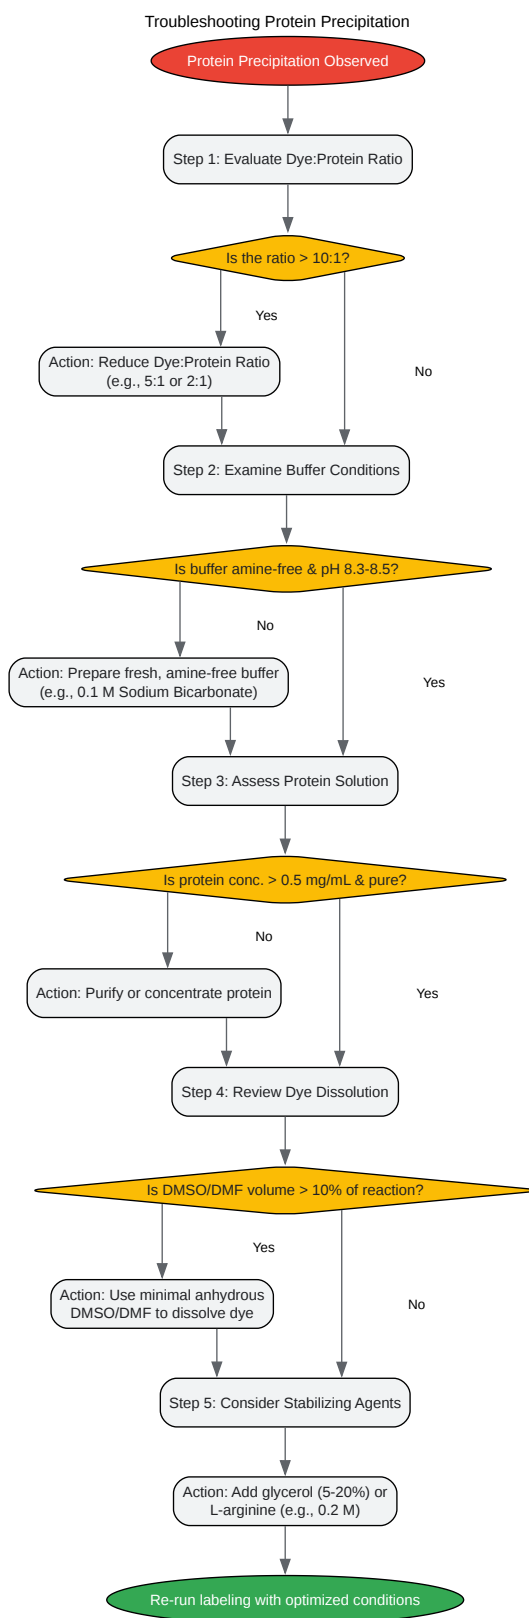 Troubleshooting Protein Precipitation
Protein Precipitation Observed
Step 1: Evaluate Dye:Protein Ratio
Is the ratio > 10:1?
Yes
Action: Reduce Dye:Protein Ratio
(e.g., 5:1 or 2:1)
No
Step 2: Examine Buffer Conditions
Is buffer amine-free & pH 8.3-8.5?
No
Action: Prepare fresh, amine-free buffer
(e.g., 0.1 M Sodium Bicarbonate)
Yes
Step 3: Assess Protein Solution
Is protein conc. > 0.5 mg/mL & pure?
No
Action: Purify or concentrate protein
Yes
Step 4: Review Dye Dissolution
Is DMSO/DMF volume > 10% of reaction?
Yes
Action: Use minimal anhydrous
DMSO/DMF to dissolve dye
No
Step 5: Consider Stabilizing Agents
Action: Add glycerol (5-20%) or
L-arginine (e.g., 0.2 M)
Re-run labeling with optimized conditions